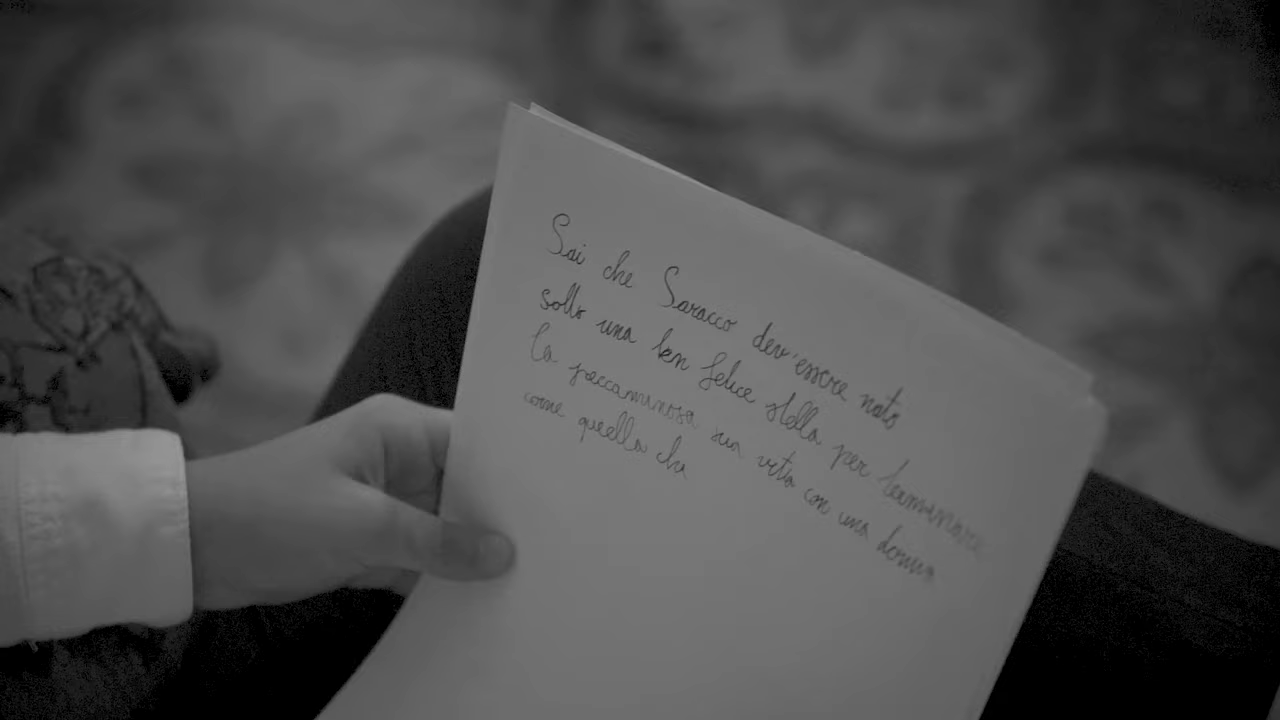 Sai che Saracco dev'essere nato
sotto una ben felice stella per terminare
la peccaminosa sua vita con una donna
come quella che